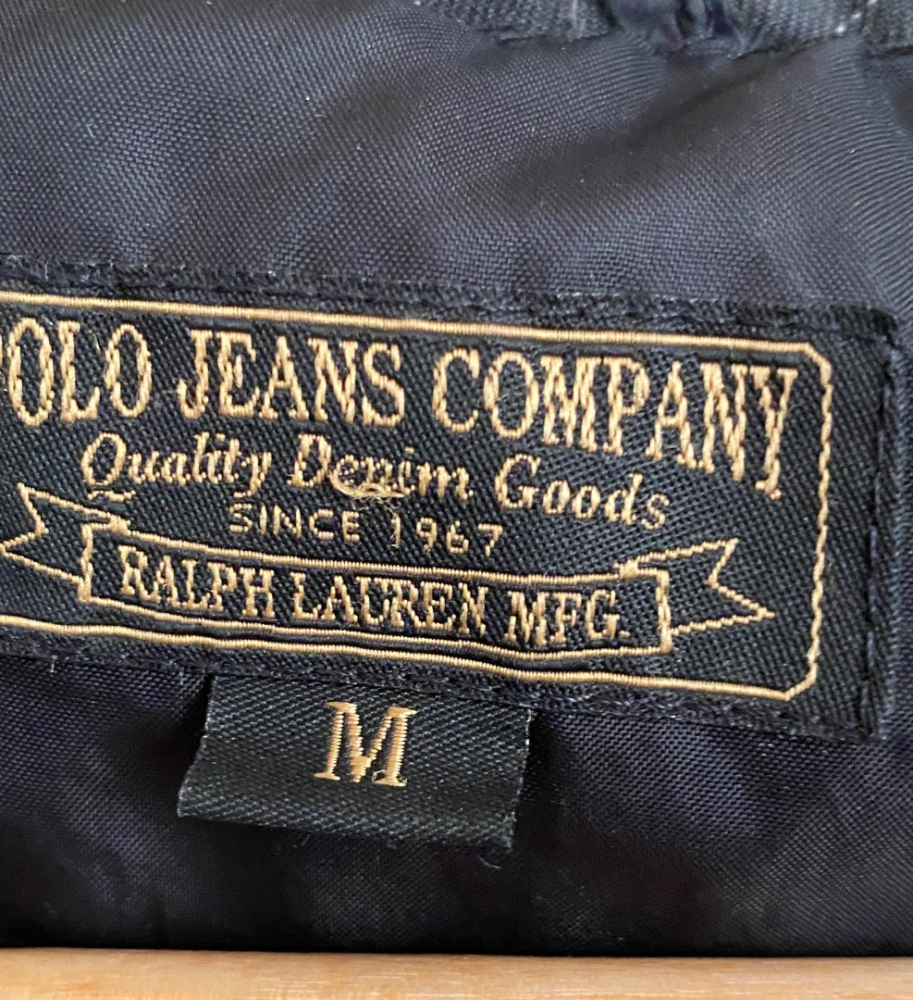 POLO JEANS COMPANY
Quality Denim Goods
SINCE 1967
RALPH LAUREN MFG.
M